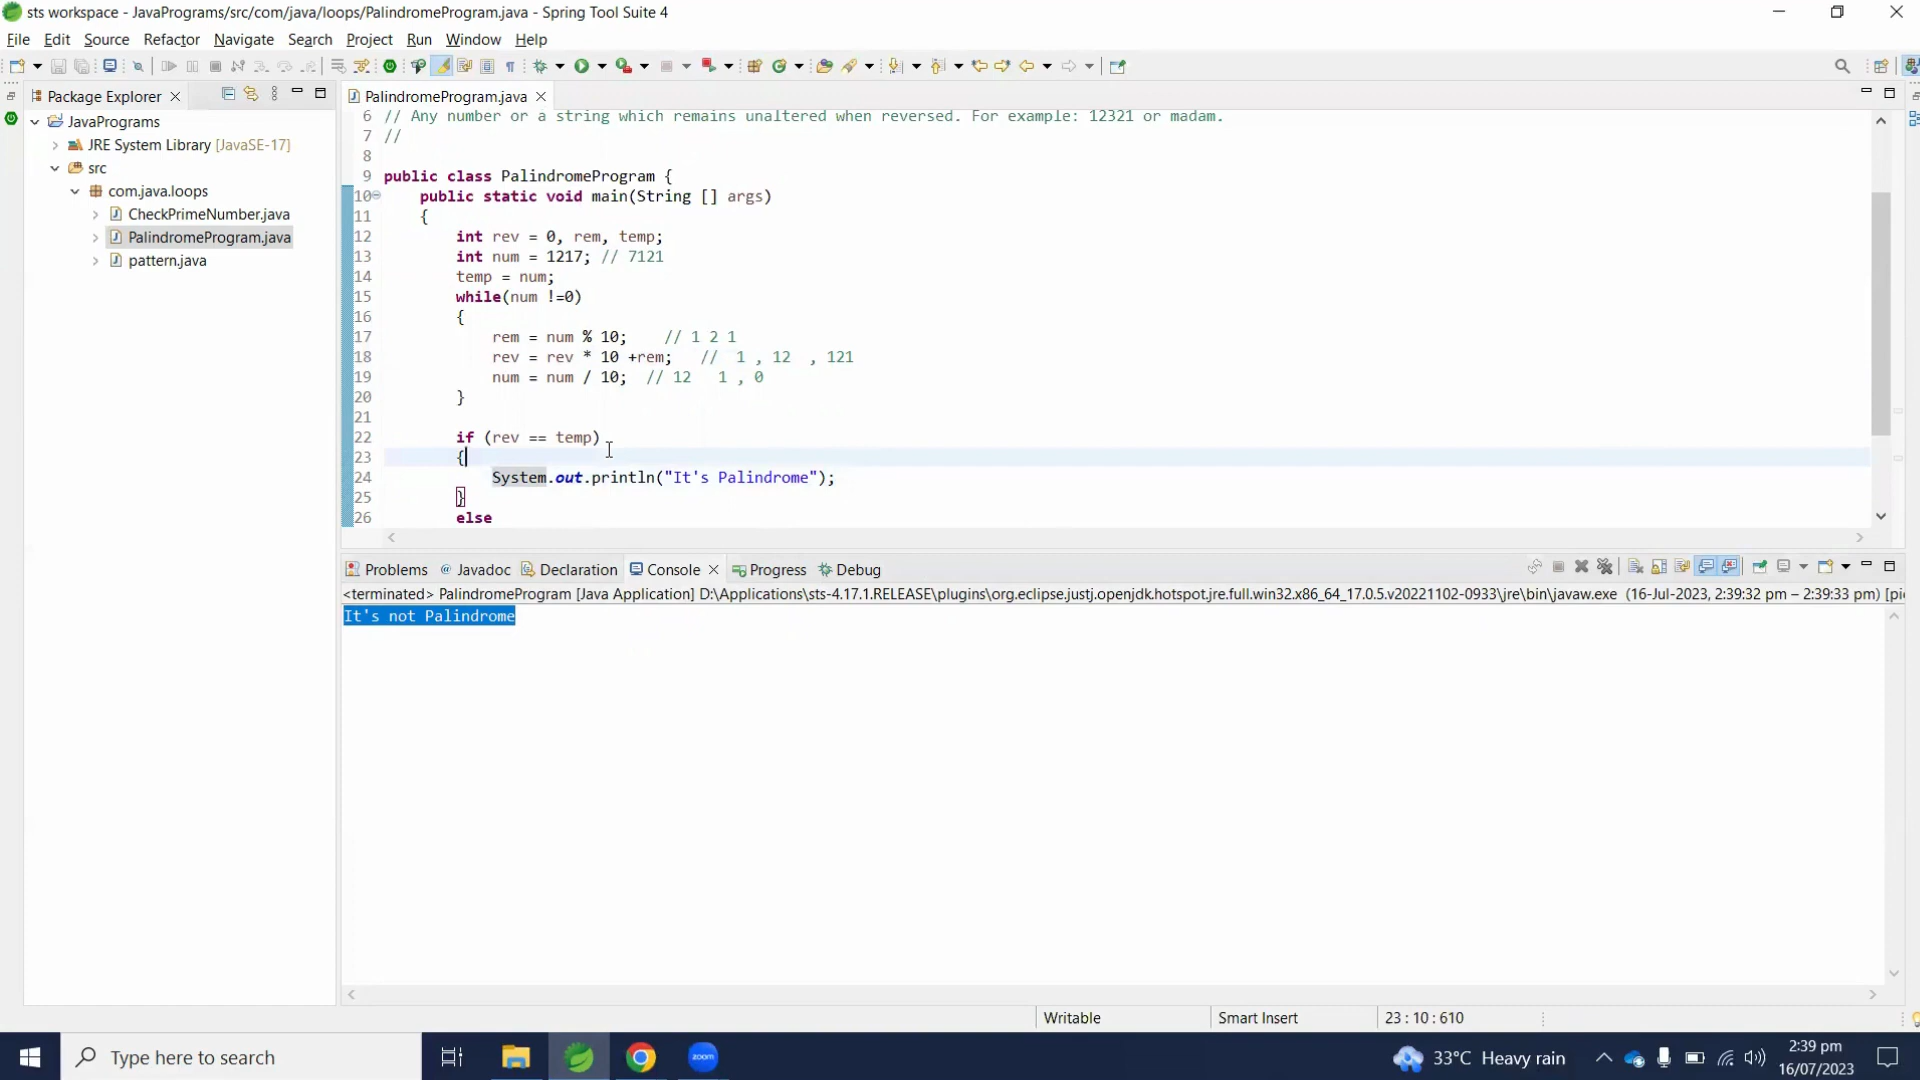 sts workspace - JavaPrograms/src/com/java/loops/PalindromeProgram.java - Spring Tool Suite 4
File Edit Source Refactor Navigate Search Project Run Window Help
Package Explorer
JavaPrograms
JRE System Library [JavaSE-17]
src
com.java.loops
CheckPrimeNumber.java
PalindromeProgram.java
pattern.java
PalindromeProgram.java
6 // Any number or a string which remains unaltered when reversed. For example: 12321 or madam.
7 //
8
9 public class PalindromeProgram {
10 public static void main(String [] args)
11 {
12 int rev = 0, rem, temp;
13 int num = 1217; // 7121
14 temp = num;
15 while(num !=0)
16 {
17 rem = num % 10; // 1 2 1
18 rev = rev * 10 +rem; // 1 , 12 , 121
19 num = num / 10; // 12 1 , 0
20 }
21
22 if (rev == temp)
23 {
24 System.out.println("It's Palindrome");
25 }
26 else
Problems Javadoc Declaration Console Progress Debug
<terminated> PalindromeProgram [Java Application] D:\Applications\sts-4.17.1.RELEASE\plugins\org.eclipse.justj.openjdk.hotspot.jre.full.win32.x86_64_17.0.5.v20221102-0933\jre\bin\javaw.exe (16-Jul-2023, 2:39:32 pm – 2:39:33 pm) [pi
It's not Palindrome
Writable Smart Insert 23 : 10 : 610
Type here to search
zoom
33°C Heavy rain
2:39 pm
16/07/2023